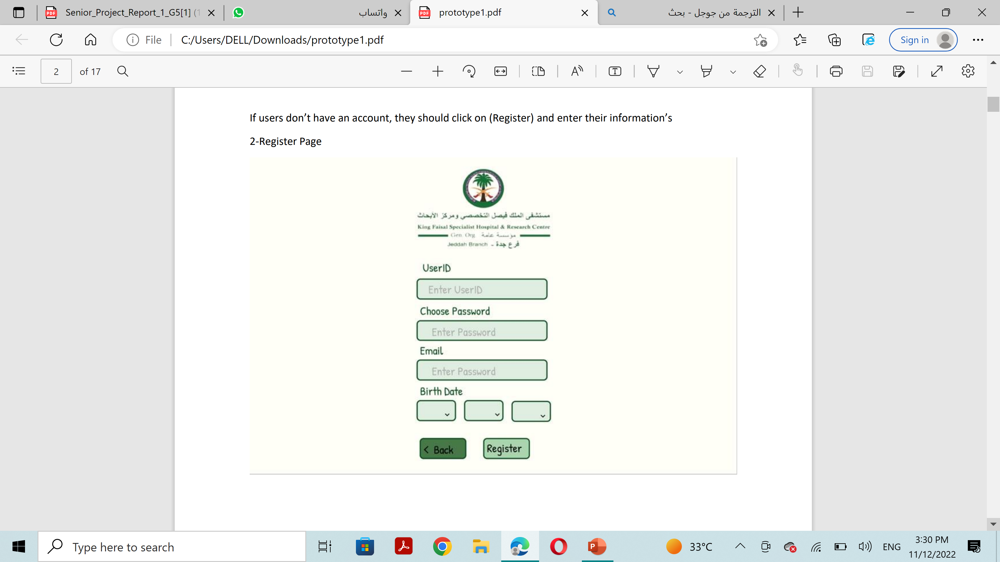 Senior_Project_Report_1_G5[1] (1
واتساب
prototype1.pdf
الترجمة من جوجل - بحث
File
C:/Users/DELL/Downloads/prototype1.pdf
Sign in
2 of 17
If users don’t have an account, they should click on (Register) and enter their information’s
2-Register Page
مستشفى الملك فيصل التخصصي ومركز الأبحاث
King Faisal Specialist Hospital & Research Centre
Gen. Org مؤسسة عامة
Jeddah Branch - فرع جدة
UserID
Enter UserID
Choose Password
Enter Password
Email
Enter Password
Birth Date
< Back
Register
Type here to search
33°C
ENG
3:30 PM
11/12/2022